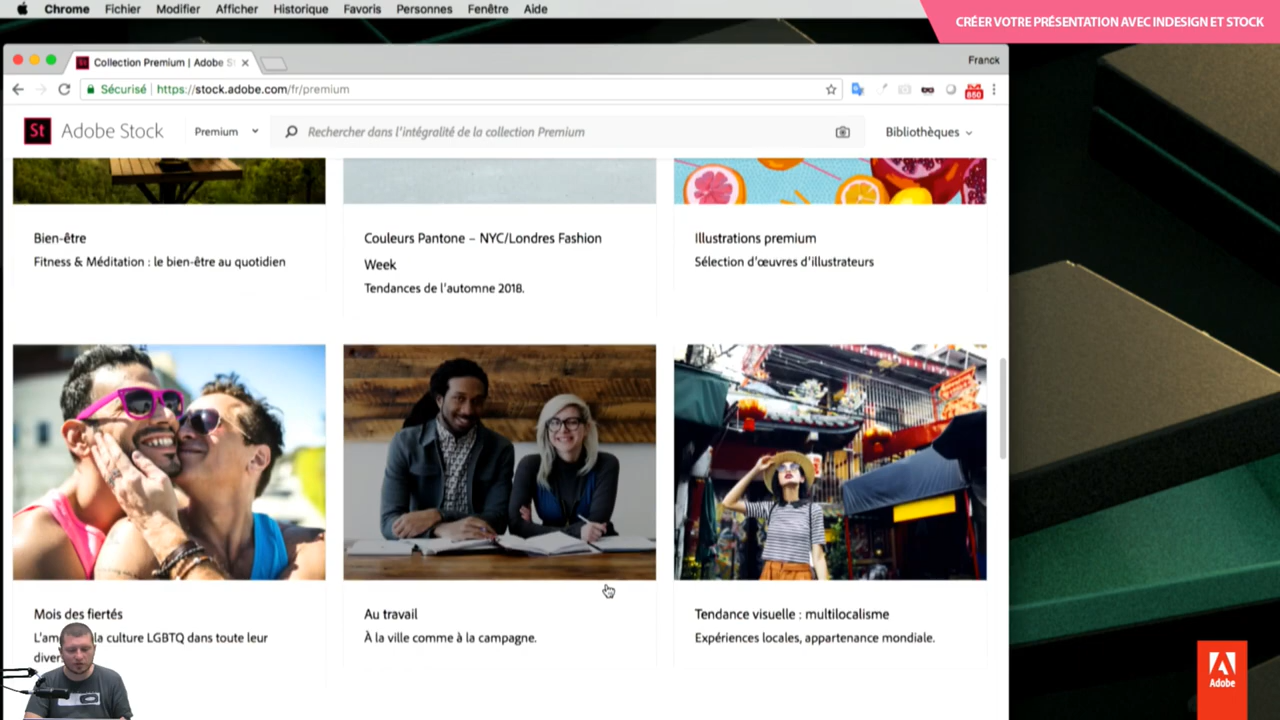 Chrome Fichier Modifier Afficher Historique Favoris Personnes Fenêtre Aide
CRÉER VOTRE PRÉSENTATION AVEC INDESIGN ET STOCK
Collection Premium | Adobe St
Franck
Sécurisé https://stock.adobe.com/fr/premium
850
St Adobe Stock Premium Rechercher dans l'intégralité de la collection Premium Bibliothèques
Bien-être
Fitness & Méditation : le bien-être au quotidien
Couleurs Pantone – NYC/Londres Fashion
Week
Tendances de l'automne 2018.
Illustrations premium
Sélection d'œuvres d'illustrateurs
Mois des fiertés
L'am la culture LGBTQ dans toute leur
diver
Au travail
À la ville comme à la campagne.
Tendance visuelle : multilocalisme
Expériences locales, appartenance mondiale.
Adobe